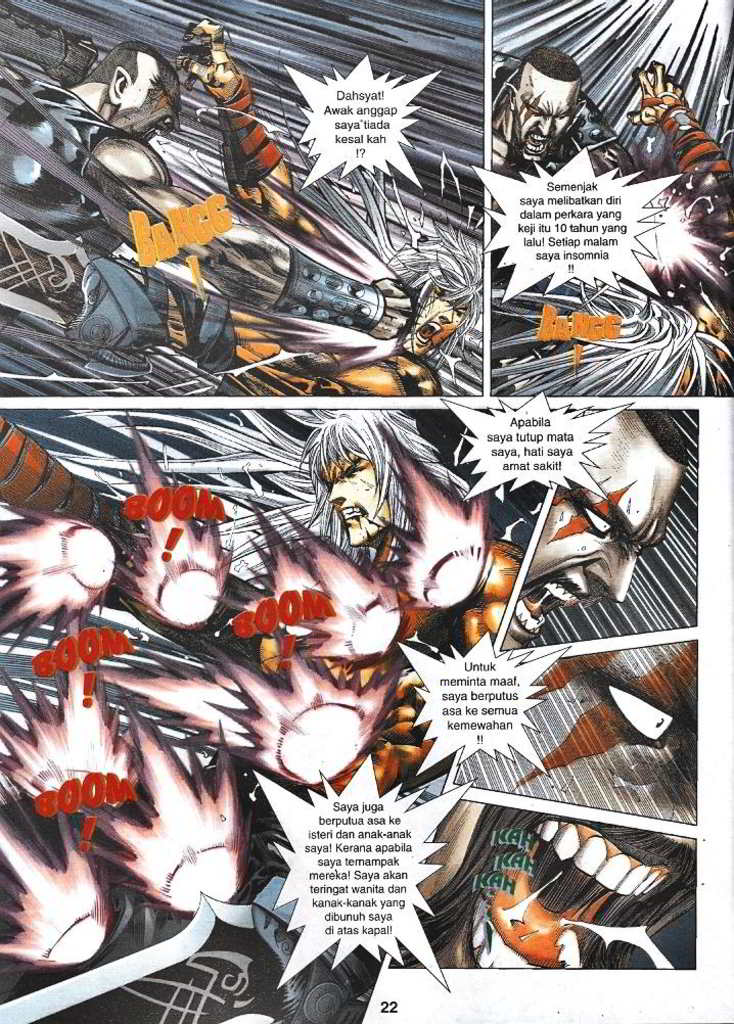 Dahsyat!
Awak anggap
saya tiada
kesal kah
!?
BANGG
!
Semenjak
saya melibatkan diri
dalam perkara yang
keji itu 10 tahun yang
lalu! Setiap malam
saya insomnia
!!
BANGG
!
Apabila
saya tutup mata
saya, hati saya
amat sakit!
BOOM
!
BOOM
!
BOOM
!
BOOM
!
Untuk
meminta maaf,
saya berputus
asa ke semua
kemewahan
!!
Saya juga
berputua asa ke
isteri dan anak-anak
saya! Kerana apabila
saya ternampak
mereka! Saya akan
teringat wanita dan
kanak-kanak yang
dibunuh saya
di atas kapal!
KAH
KAH
KAH
22